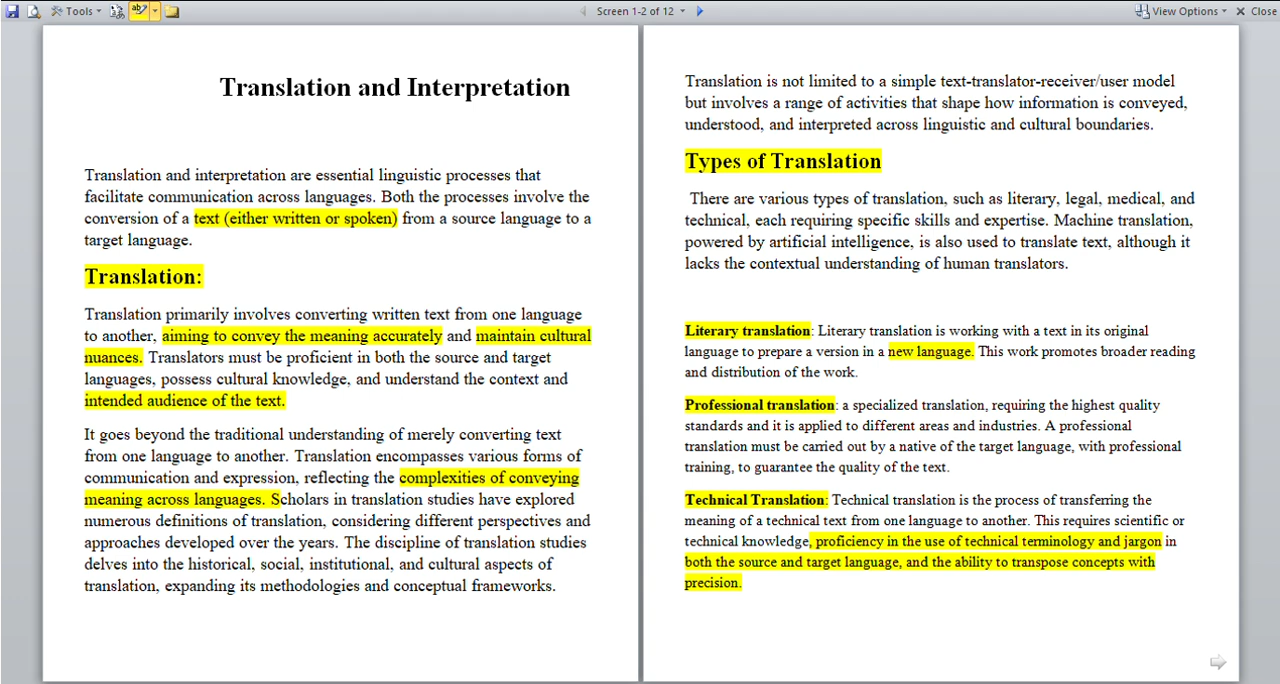 Tools
Screen 1-2 of 12
View Options
Close
Translation and Interpretation
Translation and interpretation are essential linguistic processes that
facilitate communication across languages. Both the processes involve the
conversion of a text (either written or spoken) from a source language to a
target language.
Translation:
Translation primarily involves converting written text from one language
to another, aiming to convey the meaning accurately and maintain cultural
nuances. Translators must be proficient in both the source and target
languages, possess cultural knowledge, and understand the context and
intended audience of the text.
It goes beyond the traditional understanding of merely converting text
from one language to another. Translation encompasses various forms of
communication and expression, reflecting the complexities of conveying
meaning across languages. Scholars in translation studies have explored
numerous definitions of translation, considering different perspectives and
approaches developed over the years. The discipline of translation studies
delves into the historical, social, institutional, and cultural aspects of
translation, expanding its methodologies and conceptual frameworks.
Translation is not limited to a simple text-translator-receiver/user model
but involves a range of activities that shape how information is conveyed,
understood, and interpreted across linguistic and cultural boundaries.
Types of Translation
There are various types of translation, such as literary, legal, medical, and
technical, each requiring specific skills and expertise. Machine translation,
powered by artificial intelligence, is also used to translate text, although it
lacks the contextual understanding of human translators.
Literary translation: Literary translation is working with a text in its original
language to prepare a version in a new language. This work promotes broader reading
and distribution of the work.
Professional translation: a specialized translation, requiring the highest quality
standards and it is applied to different areas and industries. A professional
translation must be carried out by a native of the target language, with professional
training, to guarantee the quality of the text.
Technical Translation: Technical translation is the process of transferring the
meaning of a technical text from one language to another. This requires scientific or
technical knowledge, proficiency in the use of technical terminology and jargon in
both the source and target language, and the ability to transpose concepts with
precision.